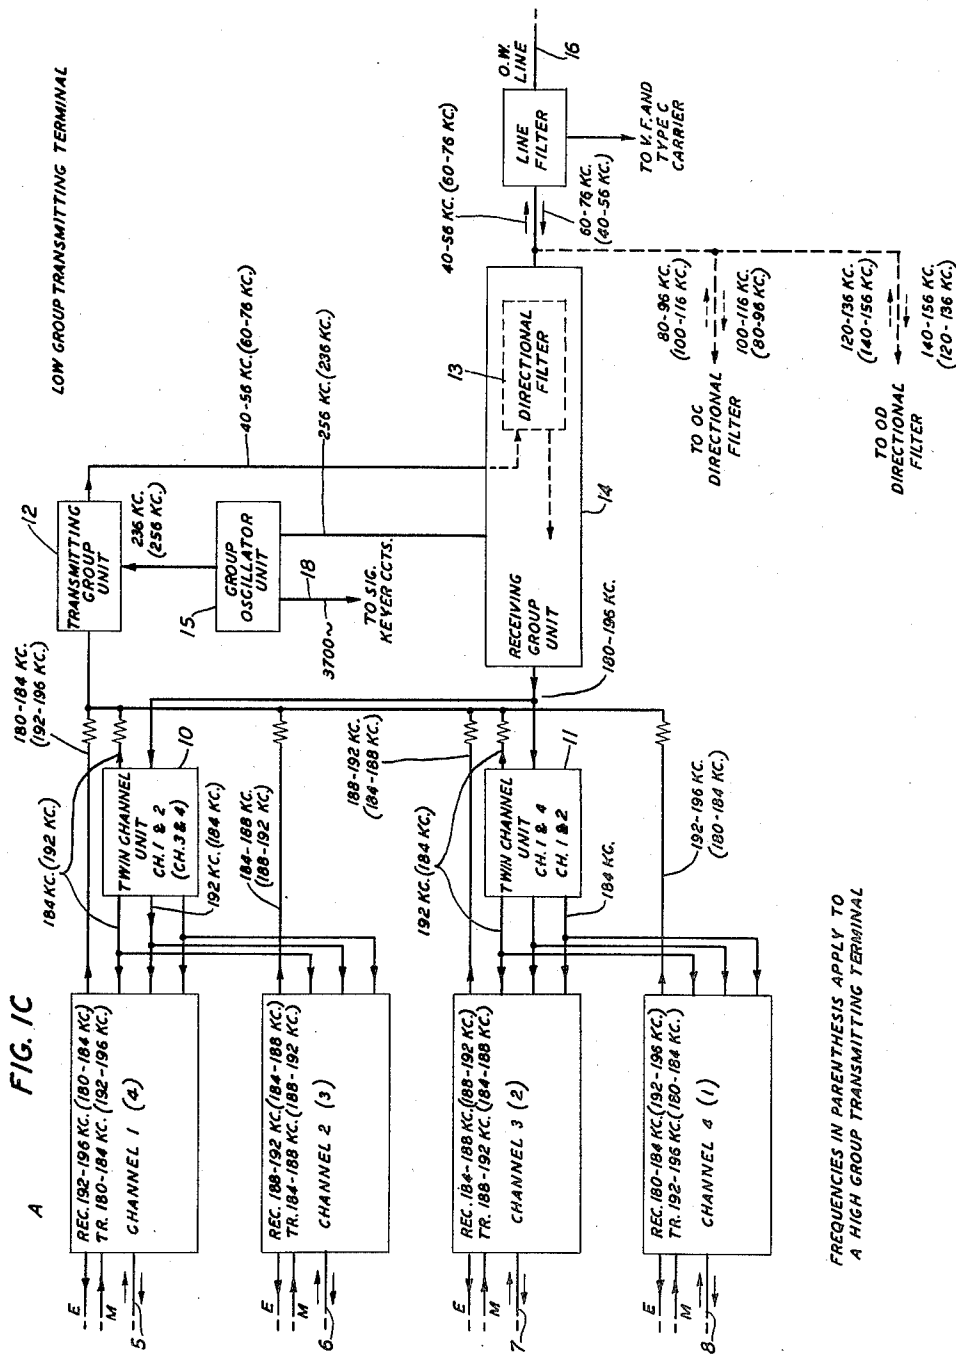 FIG. 1C
A
LOW GROUP TRANSMITTING TERMINAL
E
M
5
REC. 192-196 KC. (180-184 KC.)
TR. 180-184 KC. (192-196 KC.)
CHANNEL 1 (4)
E
M
6
REC. 188-192 KC. (184-188 KC.)
TR. 184-188 KC. (188-192 KC.)
CHANNEL 2 (3)
E
M
7
REC. 184-188 KC. (188-192 KC.)
TR. 188-192 KC. (184-188 KC.)
CHANNEL 3 (2)
E
M
8
REC. 180-184 KC. (192-196 KC.)
TR. 192-196 KC. (180-184 KC.)
CHANNEL 4 (1)
184 KC. (192 KC.)
180-184 KC.
(192-196 KC.)
TWIN CHANNEL
UNIT
CH. 1 & 2
(CH. 3 & 4)
10
192 KC. (184 KC.)
184-188 KC.
(188-192 KC.)
188-192 KC.
(184-188 KC.)
192 KC. (184 KC.)
TWIN CHANNEL
UNIT
CH. 1 & 4
CH. 1 & 2
11
184 KC.
192-196 KC.
(180-184 KC.)
12
TRANSMITTING
GROUP
UNIT
236 KC.
(256 KC.)
15
GROUP
OSCILLATOR
UNIT
18
3700~
TO SIG.
KEYER CCTS.
40-56 KC. (60-76 KC.)
256 KC. (236 KC.)
RECEIVING
GROUP
UNIT
180-196 KC.
14
13
DIRECTIONAL
FILTER
40-56 KC. (60-76 KC.)
60-76 KC.
(40-56 KC.)
LINE
FILTER
O.W.
LINE
16
TO V.F. AND
TYPE C
CARRIER
80-96 KC.
(100-116 KC.)
100-116 KC.
(80-96 KC.)
TO OC
DIRECTIONAL
FILTER
120-136 KC.
(140-156 KC.)
140-156 KC.
(120-136 KC.)
TO OD
DIRECTIONAL
FILTER
FREQUENCIES IN PARENTHESIS APPLY TO
A HIGH GROUP TRANSMITTING TERMINAL